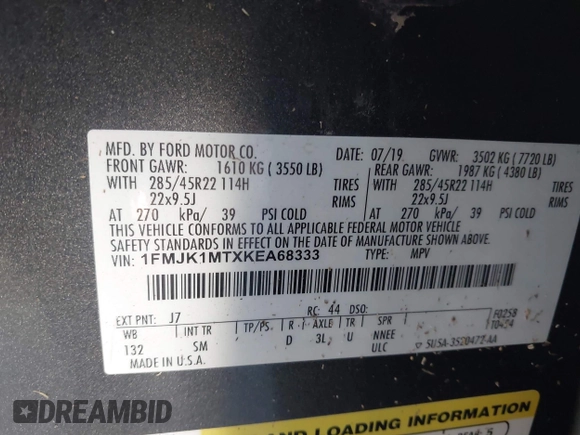 MFD. BY FORD MOTOR CO.
DATE: 07/19 GVWR: 3502 KG ( 7720 LB)
FRONT GAWR: 1610 KG ( 3550 LB)
REAR GAWR: 1987 KG ( 4380 LB)
WITH 285/45R22 114H TIRES
WITH 285/45R22 114H TIRES
22x9.5J RIMS
22x9.5J RIMS
AT 270 kPa/ 39 PSI COLD
AT 270 kPa/ 39 PSI COLD
THIS VEHICLE CONFORMS TO ALL APPLICABLE FEDERAL MOTOR VEHICLE
SAFETY STANDARDS IN EFFECT ON THE DATE OF MANUFACTURE SHOWN ABOVE.
VIN: 1FMJK1MTXKEA68333
TYPE: MPV
EXT PNT: J7 RC: 44 DSO:
WB INT TR TP/PS R AXLE TR SPR
132 SM D 3L U NNEE
ULC
MADE IN U.S.A.
DREAMBID
AND LOADING INFORMATION